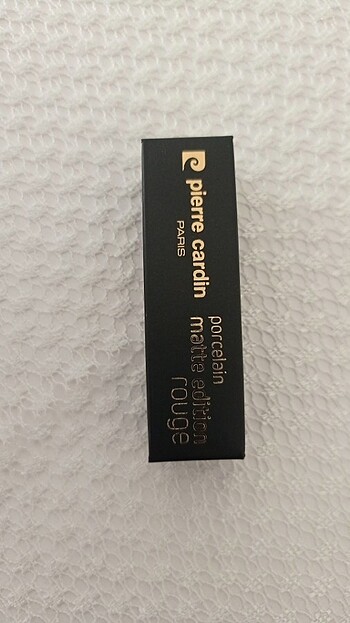 pierre cardin
PARIS
porcelain
matte edition
rouge